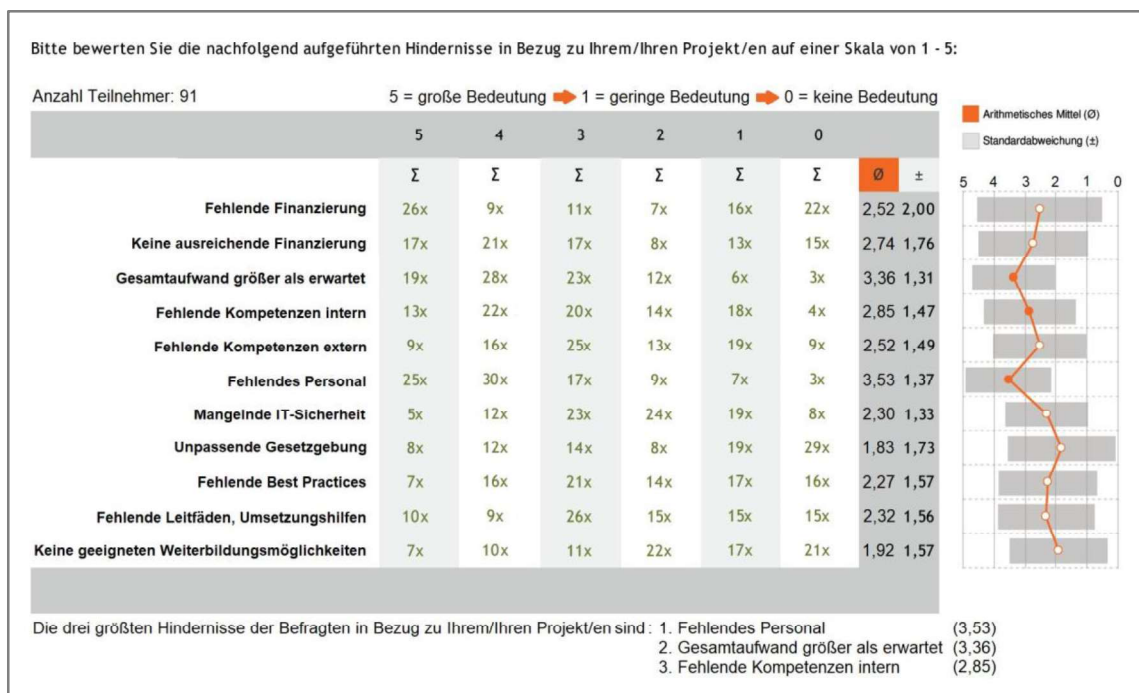 Bitte bewerten Sie die nachfolgend aufgeführten Hindernisse in Bezug zu Ihrem/Ihren Projekt/en auf einer Skala von 1 - 5:
Anzahl Teilnehmer: 91 5 = große Bedeutung 1 = geringe Bedeutung 0 = keine Bedeutung
Arithmetisches Mittel (Ø)
Standardabweichung (±)
5 4 3 2 1 0
Σ Σ Σ Σ Σ Σ Ø ±
5 4 3 2 1 0
Fehlende Finanzierung 26x 9x 11x 7x 16x 22x 2,52 2,00
Keine ausreichende Finanzierung 17x 21x 17x 8x 13x 15x 2,74 1,76
Gesamtaufwand größer als erwartet 19x 28x 23x 12x 6x 3x 3,36 1,31
Fehlende Kompetenzen intern 13x 22x 20x 14x 18x 4x 2,85 1,47
Fehlende Kompetenzen extern 9x 16x 25x 13x 19x 9x 2,52 1,49
Fehlendes Personal 25x 30x 17x 9x 7x 3x 3,53 1,37
Mangelnde IT-Sicherheit 5x 12x 23x 24x 19x 8x 2,30 1,33
Unpassende Gesetzgebung 8x 12x 14x 8x 19x 29x 1,83 1,73
Fehlende Best Practices 7x 16x 21x 14x 17x 16x 2,27 1,57
Fehlende Leitfäden, Umsetzungshilfen 10x 9x 26x 15x 15x 15x 2,32 1,56
Keine geeigneten Weiterbildungsmöglichkeiten 7x 10x 11x 22x 17x 21x 1,92 1,57
Die drei größten Hindernisse der Befragten in Bezug zu Ihrem/Ihren Projekt/en sind : 1. Fehlendes Personal (3,53)
2. Gesamtaufwand größer als erwartet (3,36)
3. Fehlende Kompetenzen intern (2,85)